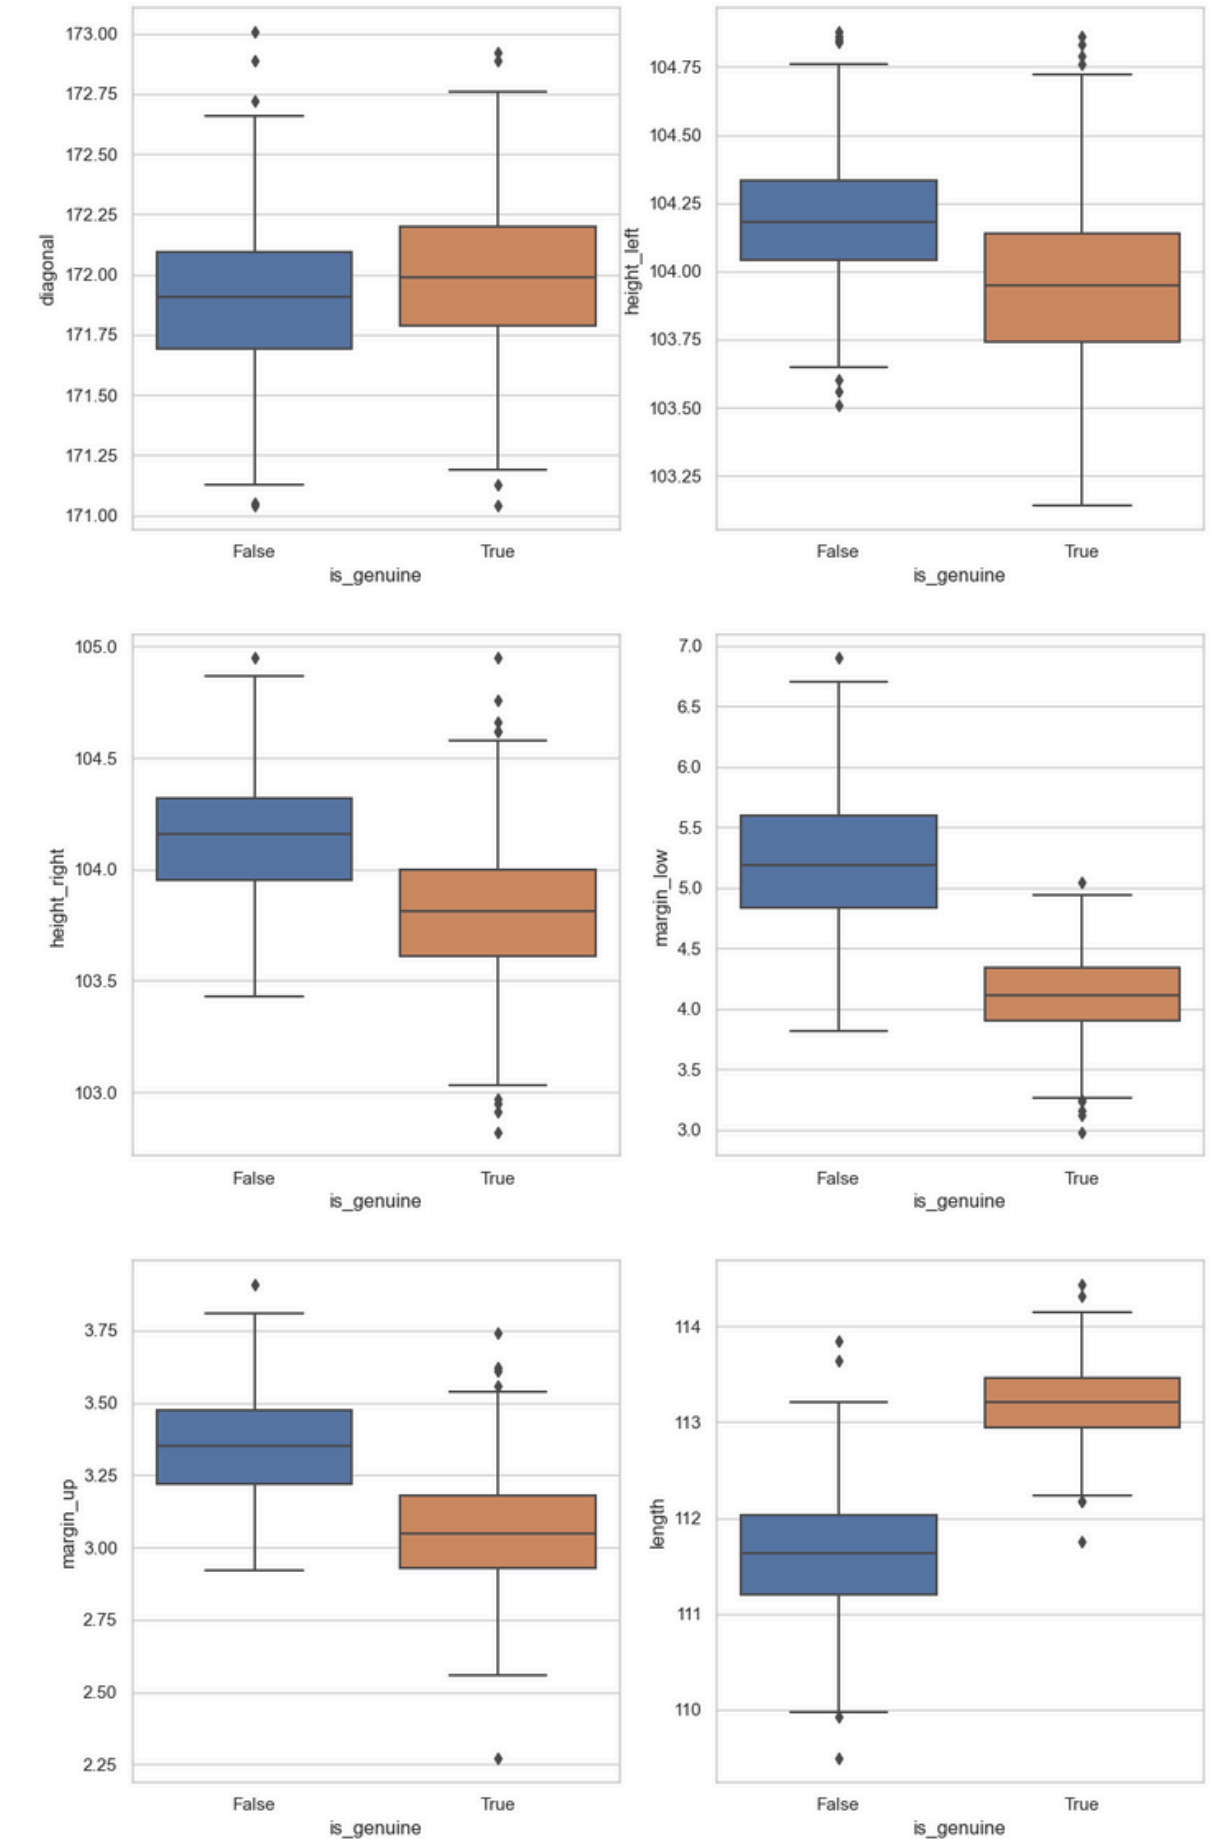 173.00
172.75
172.50
172.25
172.00
171.75
171.50
171.25
171.00
diagonal
False True
is_genuine
104.75
104.50
104.25
104.00
103.75
103.50
103.25
height_left
False True
is_genuine
105.0
104.5
104.0
103.5
103.0
height_right
False True
is_genuine
7.0
6.5
6.0
5.5
5.0
4.5
4.0
3.5
3.0
margin_low
False True
is_genuine
3.75
3.50
3.25
3.00
2.75
2.50
2.25
margin_up
False True
is_genuine
114
113
112
111
110
length
False True
is_genuine